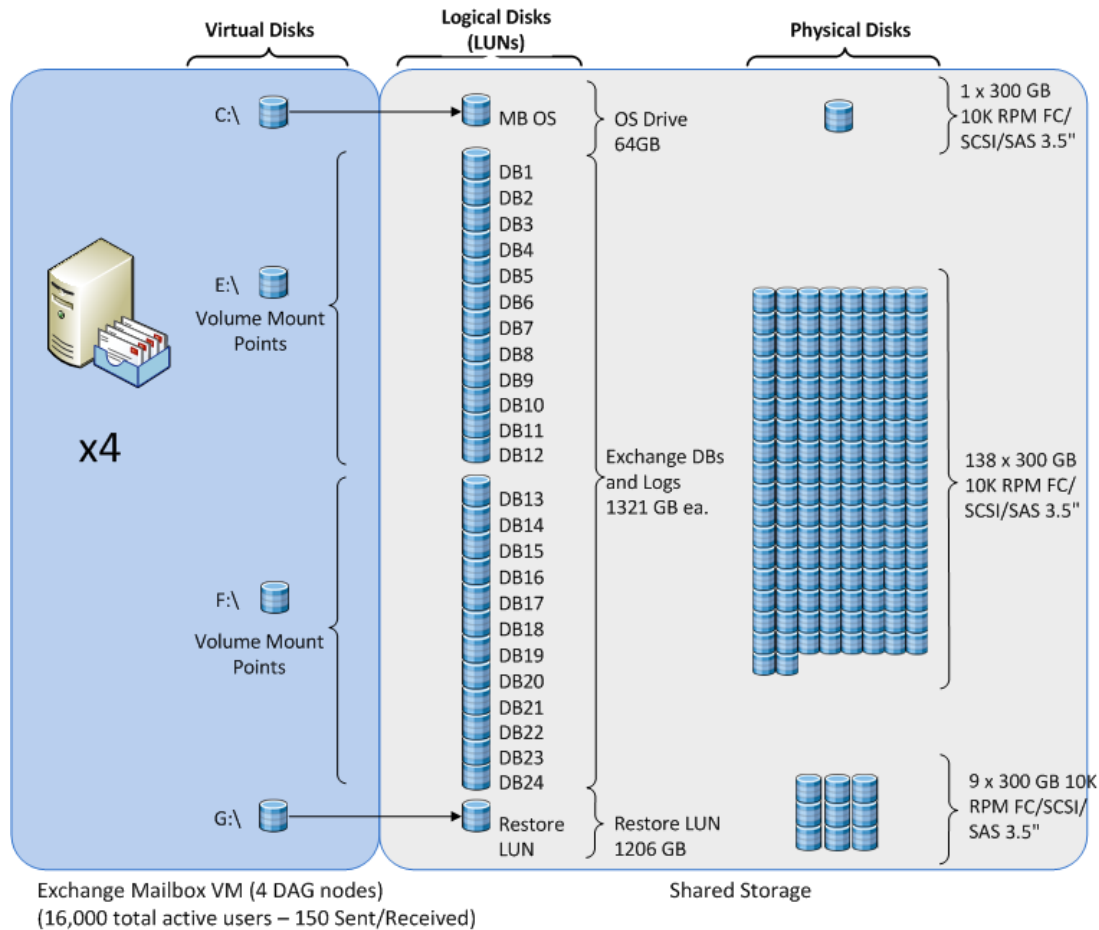 Virtual Disks
Logical Disks
(LUNs)
Physical Disks
C:\
MB OS
OS Drive
64GB
1 x 300 GB
10K RPM FC/
SCSI/SAS 3.5"
DB1
DB2
DB3
DB4
DB5
DB6
DB7
DB8
DB9
DB10
DB11
DB12
E:\
Volume Mount
Points
x4
Exchange DBs
and Logs
1321 GB ea.
138 x 300 GB
10K RPM FC/
SCSI/SAS 3.5"
DB13
DB14
DB15
DB16
DB17
DB18
DB19
DB20
DB21
DB22
DB23
DB24
F:\
Volume Mount
Points
G:\
Restore
LUN
Restore LUN
1206 GB
9 x 300 GB 10K
RPM FC/SCSI/
SAS 3.5"
Exchange Mailbox VM (4 DAG nodes)
(16,000 total active users – 150 Sent/Received)
Shared Storage